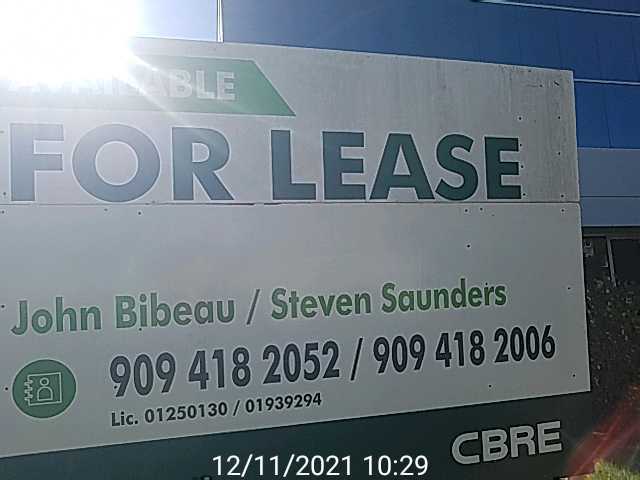 AVAILABLE
FOR LEASE
John Bibeau / Steven Saunders
909 418 2052 / 909 418 2006
Lic. 01250130 / 01939294
CBRE
12/11/2021 10:29